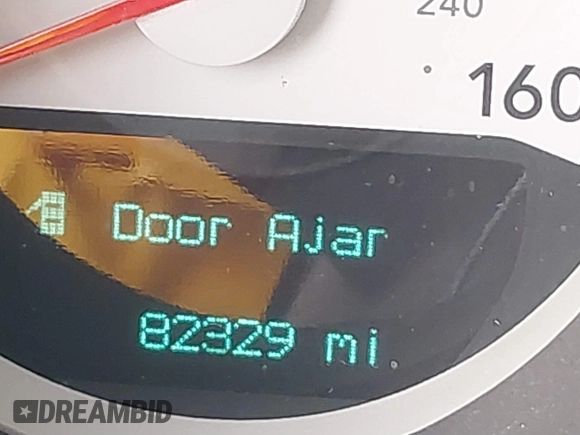 240
160
Door Ajar
82329 mi
DREAMBID